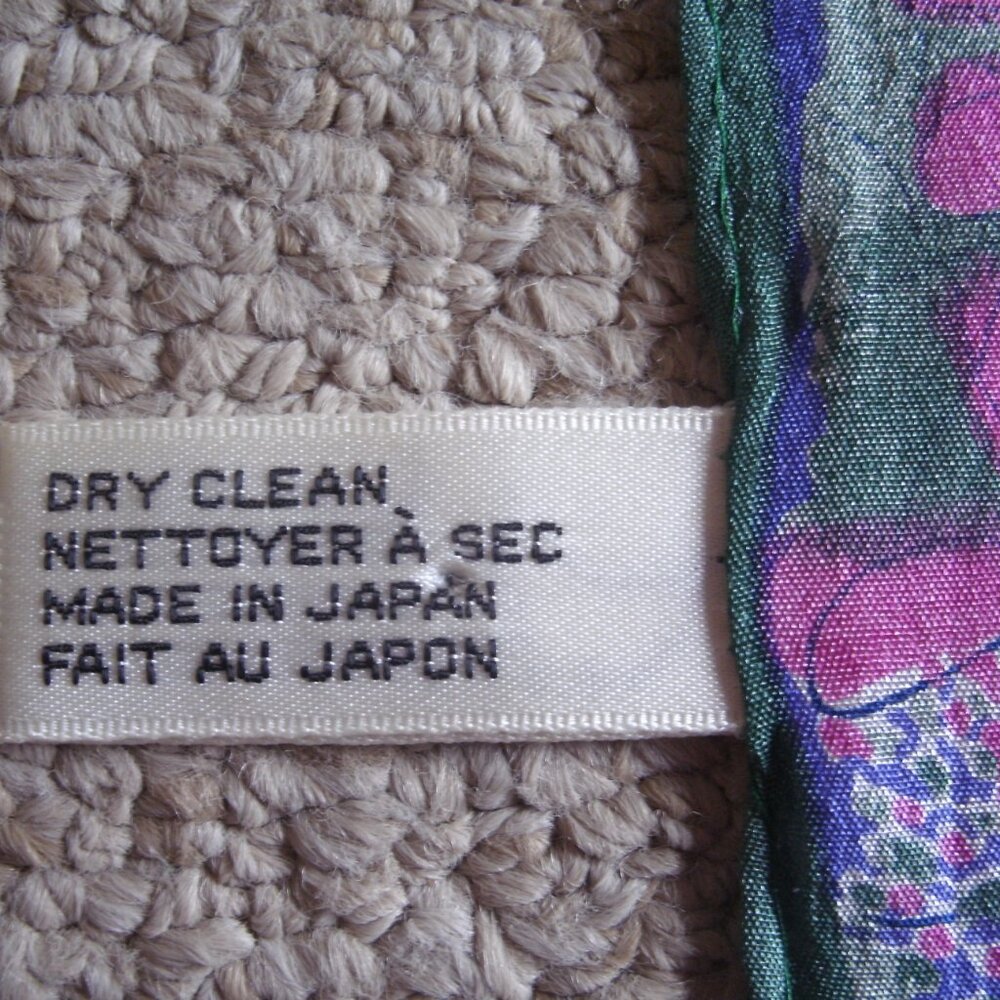 DRY CLEAN
NETTOYER À SEC
MADE IN JAPAN
FAIT AU JAPON